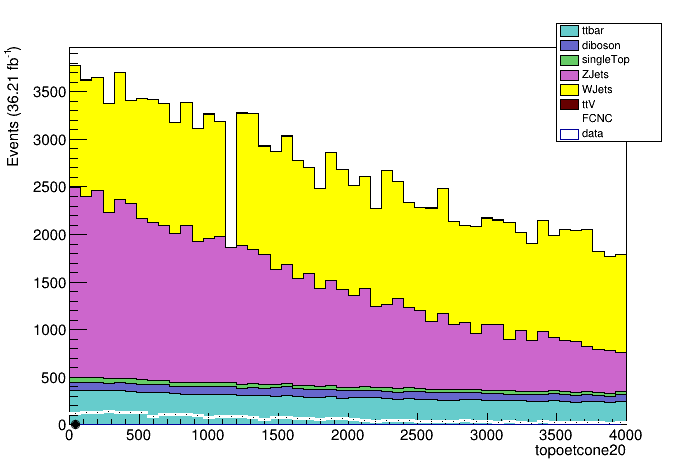 Events (36.21 fb⁻¹)
ttbar
diboson
singleTop
ZJets
WJets
ttV
FCNC
data
3500
3000
2500
2000
1500
1000
500
0
0 500 1000 1500 2000 2500 3000 3500 4000
topoetcone20